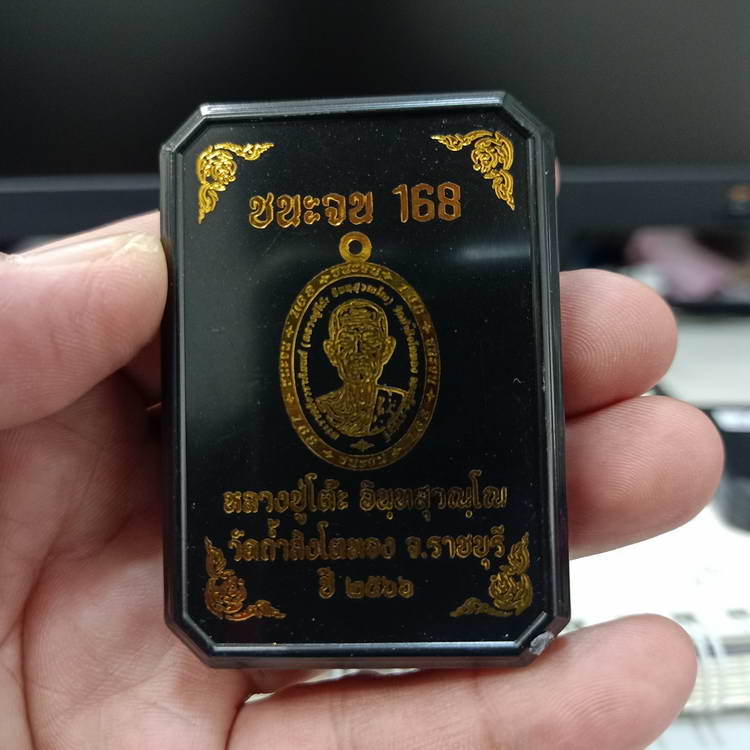 ชนะจน 168
หลวงปู่โต๊ะ อินฺทสุวณฺโณ
วัดถ้ำสิงโตทอง จ.ราชบุรี
ปี ๒๕๖๖